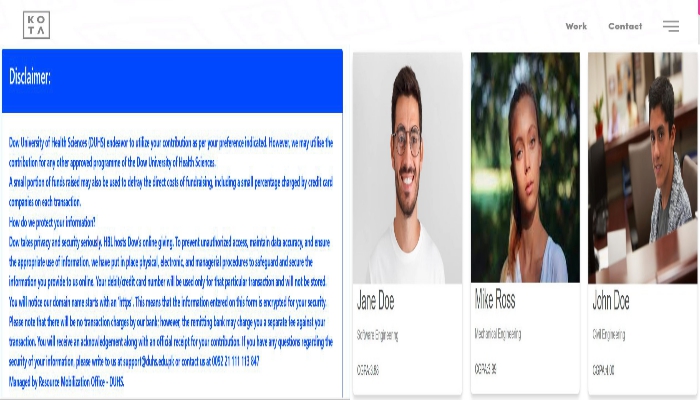 KO
TA
Work
Contact
Disclaimer:
Dow University of Health Sciences (DUHS) endeavor to utilize your contribution as per your preference indicated. However, we may utilise the
contribution for any other approved programme of the Dow University of Health Sciences.
A small portion of funds raised may also be used to defray the direct costs of fundraising, including a small percentage charged by credit card
companies on each transaction.
How do we protect your information?
Dow takes privacy and security seriously. HBL hosts Dow's online giving. To prevent unauthorized access, maintain data accuracy, and ensure
the appropriate use of information, we have put in place physical, electronic, and managerial procedures to safeguard and secure the
information you provide to us online. Your debit/credit card number will be used only for that particular transaction and will not be stored.
You will notice our domain name starts with an "https". This means that the information entered on this form is encrypted for your security.
Please note that there will be no transaction charges by our bank; however, the remitting bank may charge you a separate fee against your
transaction. You will receive an acknowledgement along with an official receipt for your contribution. If you have any questions regarding the
security of your information, please write to us at support@duhs.edu.pk or contact us at 0092 21 111 113 847
Managed by Resource Mobilization Office - DUHS.
Jane Doe
Software Engineering
Mike Ross
Mechanical Engineering
John Doe
Civil Engineering
CGPA:4.00